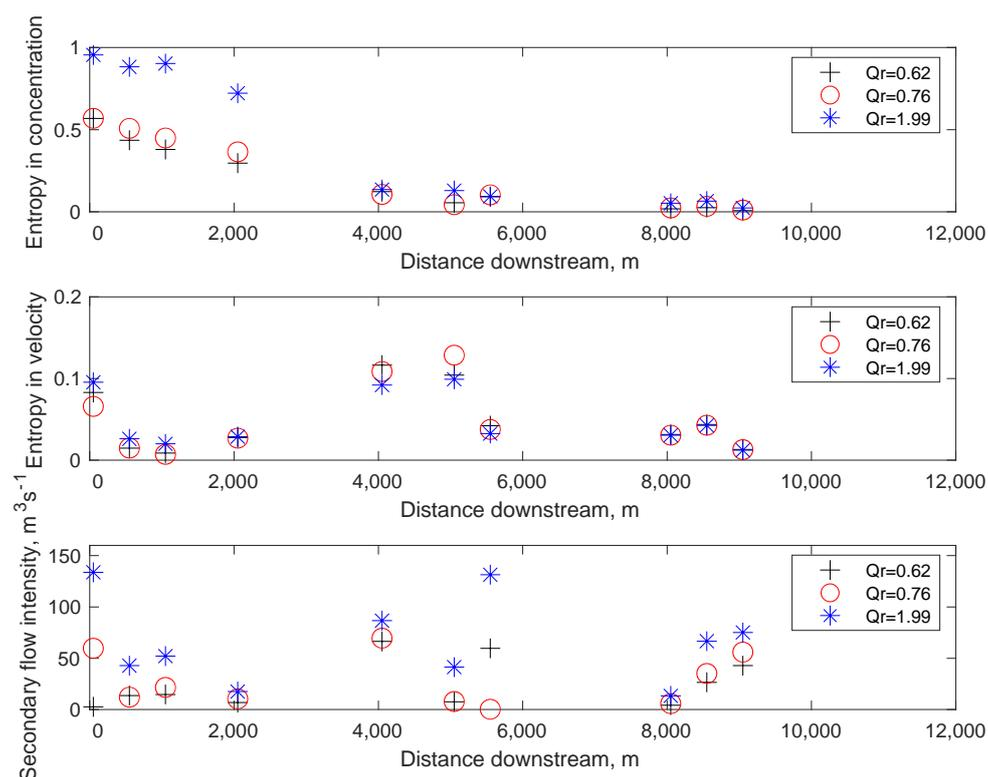 Entropy in concentration
1
0.5
0
Qr=0.62
Qr=0.76
Qr=1.99
0 2,000 4,000 6,000 8,000 10,000 12,000
Distance downstream, m
Entropy in velocity
0.2
0.1
0
Qr=0.62
Qr=0.76
Qr=1.99
0 2,000 4,000 6,000 8,000 10,000 12,000
Distance downstream, m
Secondary flow intensity, m³s⁻¹
150
100
50
0
Qr=0.62
Qr=0.76
Qr=1.99
0 2,000 4,000 6,000 8,000 10,000 12,000
Distance downstream, m